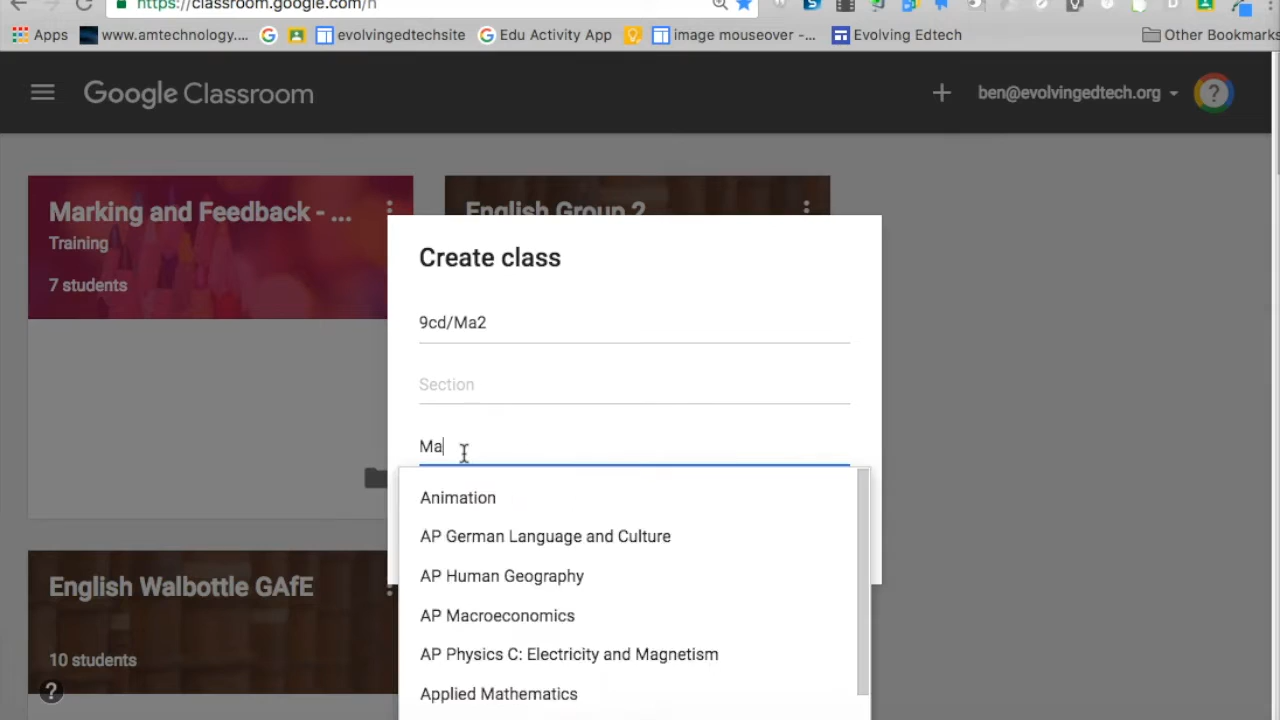 https://classroom.google.com/h
Apps www.amtechnology.... evolvingedtechsite Edu Activity App image mouseover -... Evolving Edtech Other Bookmarks
Google Classroom + ben@evolvingedtech.org ?
Marking and Feedback - ...
Training
7 students
English Group 2
Create class
9cd/Ma2
Section
Ma
Animation
AP German Language and Culture
AP Human Geography
AP Macroeconomics
AP Physics C: Electricity and Magnetism
Applied Mathematics
English Walbottle GAfE
10 students
?